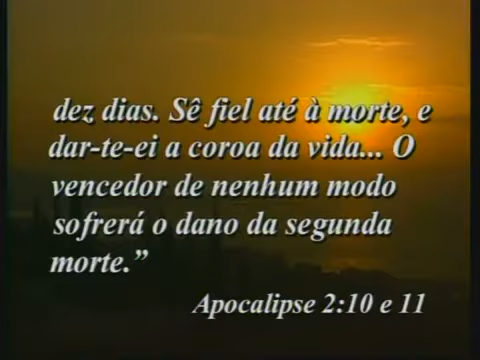 dez dias. Sê fiel até à morte, e
dar-te-ei a coroa da vida... O
vencedor de nenhum modo
sofrerá o dano da segunda
morte.”
Apocalipse 2:10 e 11